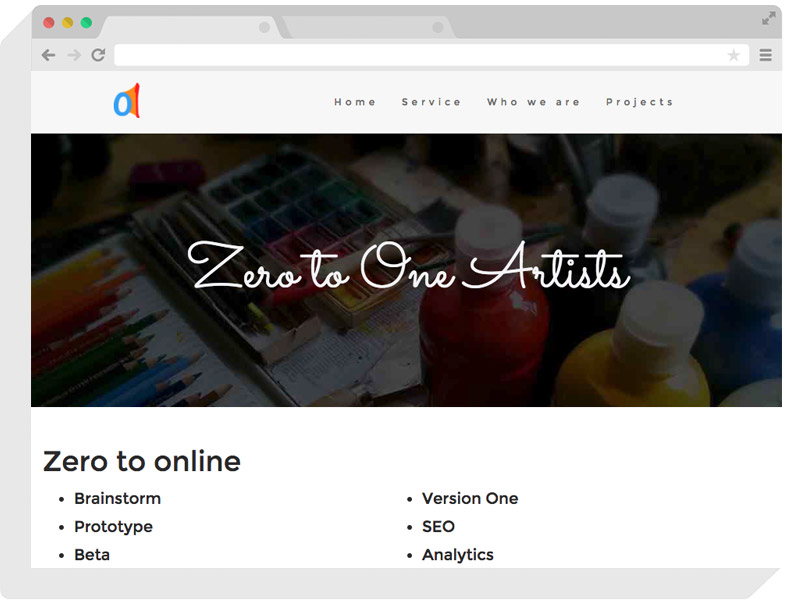 Home Service Who we are Projects
Zero to One Artists
Zero to online
Brainstorm
Prototype
Beta
Version One
SEO
Analytics